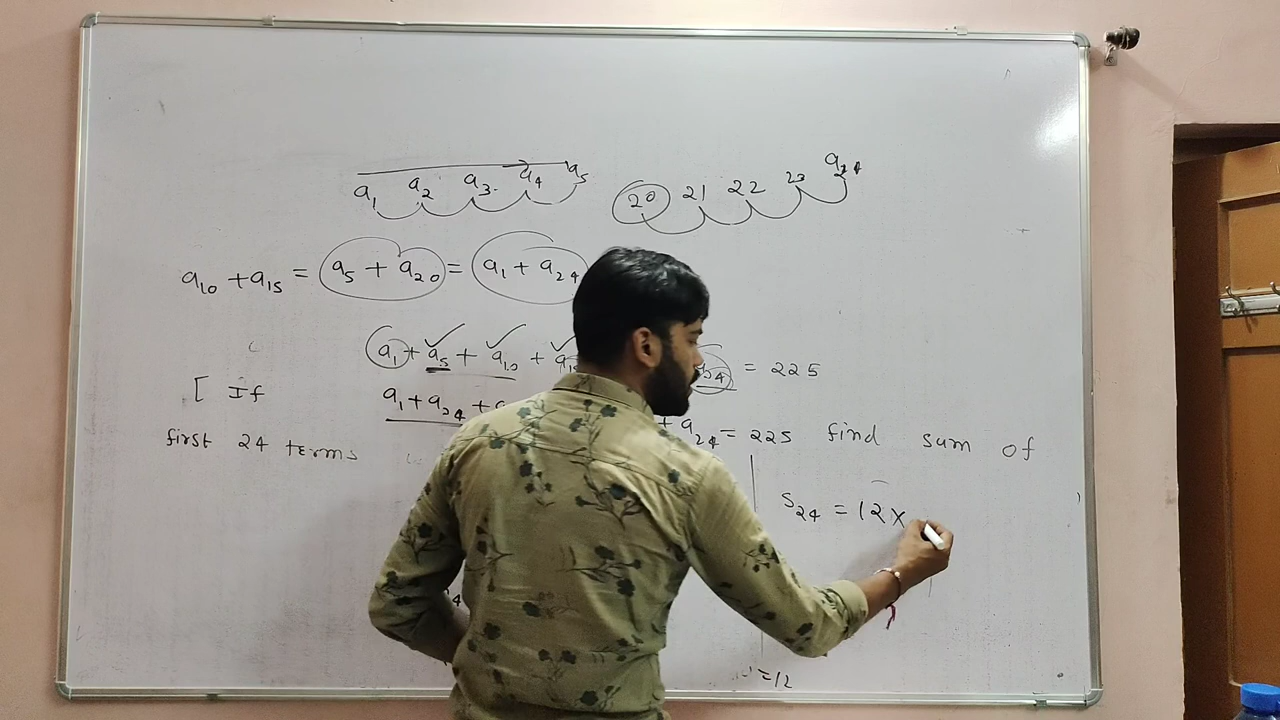 a₁ a₂ a₃ a₄ a₅ 20 21 22 23 a₂₄
a₁₀ + a₁₅ = a₅ + a₂₀ = a₁ + a₂₄
a₁ + a₅ + a₁₀ + a₁₅ = 225
[ If a₁ + a₂₄ +
+ a₂₄ = 225 find sum of
first 24 terms
S₂₄ = 12 ×
= 12